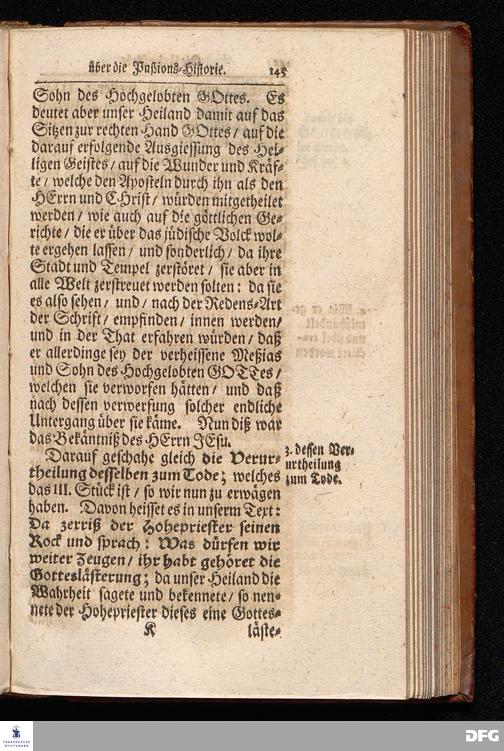 über die Paßions-Historie. 145
Sohn des Hochgelobten GOttes. Es
deutet aber unser Heiland damit auf das
Sitzen zur rechten Hand GOttes / auf die
darauf erfolgende Ausgiessung des Hei-
ligen Geistes / auf die Wunder und Kräf-
te / welche den Aposteln durch ihn als den
HErrn und CHrist / würden mitgetheilet
werden / wie auch auf die göttlichen Ge-
richte / die er über das jüdische Volck wol-
te ergehen lassen / und sonderlich / da ihre
Stadt und Tempel zerstöret / sie aber in
alle Welt zerstreuet werden solten: da sie
es also sehen / und / nach der Redens-Art
der Schrift / empfinden / innen werden /
und in der That erfahren würden / daß
er allerdinge sey der verheissene Meßias
und Sohn des Hochgelobten GOTTes /
welchen sie verworfen hätten / und daß
nach dessen verwerfung solcher endliche
Untergang über sie käme. Nun diß war
das Bekäntniß des HErrn JEsu.
Darauf geschahe gleich die Verur-
theilung desselben zum Tode; welches
das III. Stück ist / so wir nun zu erwägen
haben. Davon heisset es in unserm Text:
Da zerriß der Hohepriester seinen
Rock und sprach: Was dürfen wir
weiter Zeugen / ihr habt gehöret die
Gotteslästerung; da unser Heiland die
Wahrheit sagete und bekennete / so nen-
nete der Hohepriester dieses eine Gottes-
K läste-
3. dessen Ver-
urtheilung
zum Tode.
FRANCKESCHE
STIFTUNGEN
DFG